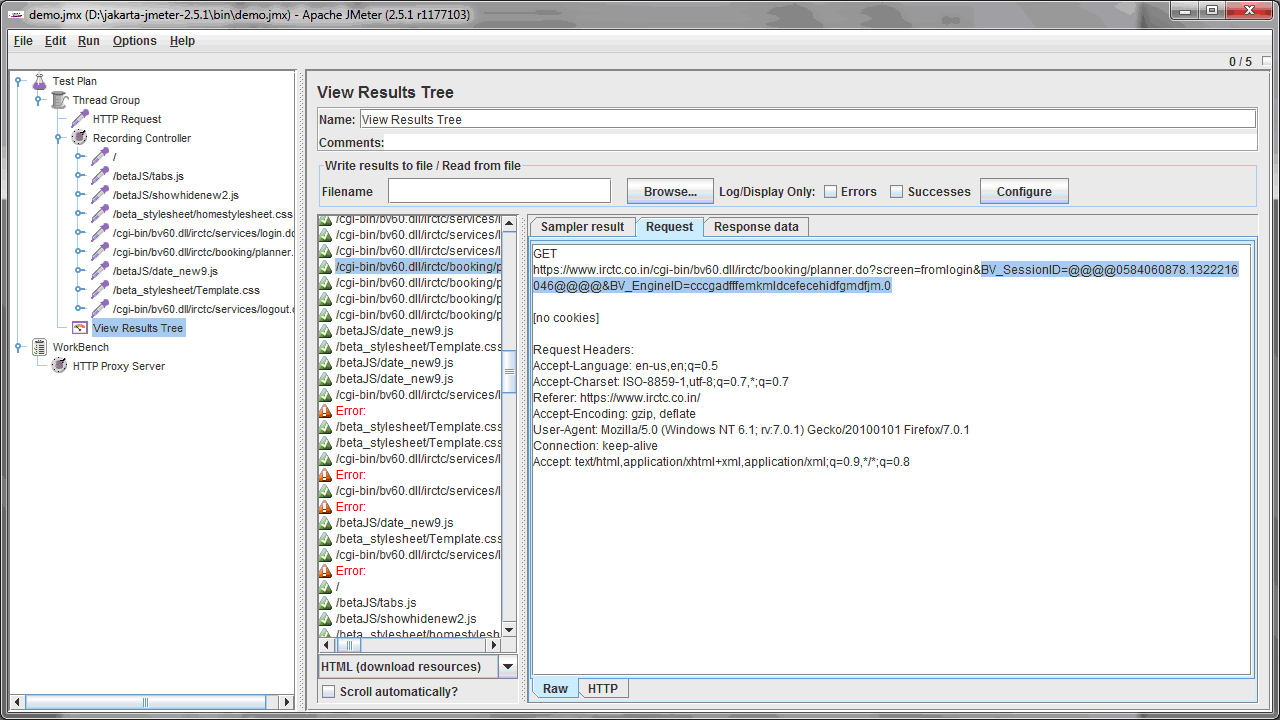 demo.jmx (D:\jakarta-jmeter-2.5.1\bin\demo.jmx) - Apache JMeter (2.5.1 r1177103)
File Edit Run Options Help
0 / 5
Test Plan
Thread Group
HTTP Request
Recording Controller
/
/betaJS/tabs.js
/betaJS/showhidenew2.js
/beta_stylesheet/homestylesheet.css
/cgi-bin/bv60.dll/irctc/services/login.do
/cgi-bin/bv60.dll/irctc/booking/planner.
/betaJS/date_new9.js
/beta_stylesheet/Template.css
/cgi-bin/bv60.dll/irctc/services/logout.
View Results Tree
WorkBench
HTTP Proxy Server
View Results Tree
Name: View Results Tree
Comments:
Write results to file / Read from file
Filename Browse... Log/Display Only: Errors Successes Configure
/cgi-bin/bv60.dll/irctc/services/l
/cgi-bin/bv60.dll/irctc/services/l
/cgi-bin/bv60.dll/irctc/services/l
/cgi-bin/bv60.dll/irctc/booking/p
/cgi-bin/bv60.dll/irctc/booking/p
/cgi-bin/bv60.dll/irctc/booking/p
/cgi-bin/bv60.dll/irctc/booking/p
/betaJS/date_new9.js
/beta_stylesheet/Template.css
/betaJS/date_new9.js
/betaJS/date_new9.js
/cgi-bin/bv60.dll/irctc/services/l
Error:
/beta_stylesheet/Template.css
/beta_stylesheet/Template.css
/cgi-bin/bv60.dll/irctc/services/l
Error:
/cgi-bin/bv60.dll/irctc/services/l
Error:
/betaJS/date_new9.js
/beta_stylesheet/Template.css
/cgi-bin/bv60.dll/irctc/services/l
Error:
/
/betaJS/tabs.js
/betaJS/showhidenew2.js
/beta_stylesheet/homestylesh
HTML (download resources)
Scroll automatically?
Sampler result Request Response data
GET
https://www.irctc.co.in/cgi-bin/bv60.dll/irctc/booking/planner.do?screen=fromlogin&BV_SessionID=@@@@0584060878.1322216
046@@@@&BV_EngineID=cccgadfffemkmldcefecehidfgmdfjm.0
[no cookies]
Request Headers:
Accept-Language: en-us,en;q=0.5
Accept-Charset: ISO-8859-1,utf-8;q=0.7,*;q=0.7
Referer: https://www.irctc.co.in/
Accept-Encoding: gzip, deflate
User-Agent: Mozilla/5.0 (Windows NT 6.1; rv:7.0.1) Gecko/20100101 Firefox/7.0.1
Connection: keep-alive
Accept: text/html,application/xhtml+xml,application/xml;q=0.9,*/*;q=0.8
Raw HTTP